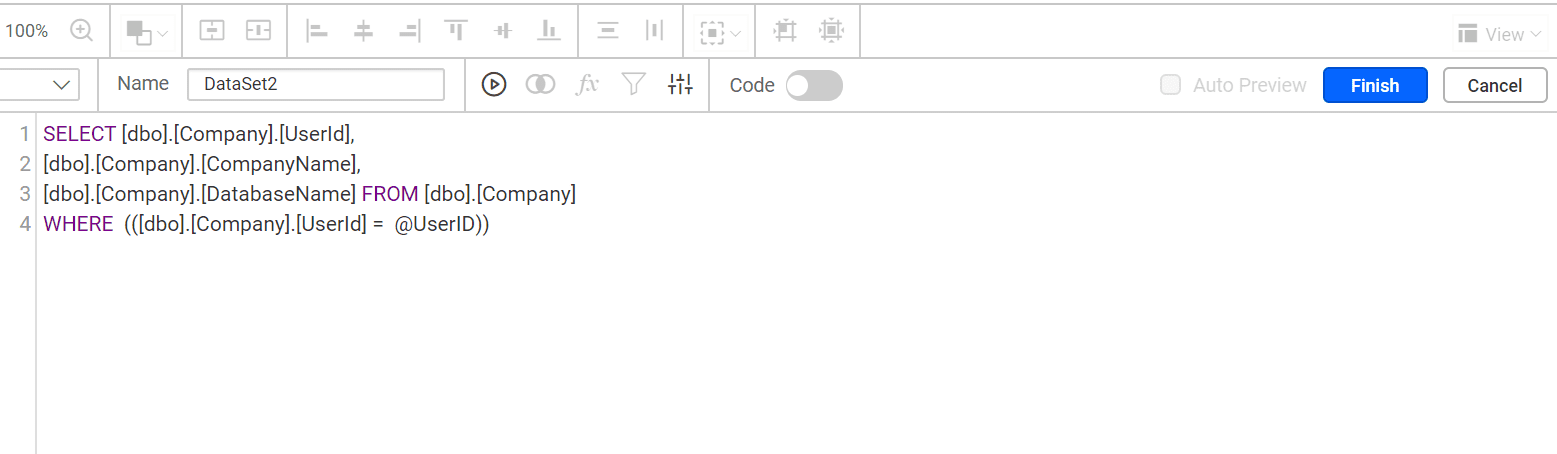 100% View
Name DataSet2 fx Code Auto Preview Finish Cancel
1 SELECT [dbo].[Company].[UserId],
2 [dbo].[Company].[CompanyName],
3 [dbo].[Company].[DatabaseName] FROM [dbo].[Company]
4 WHERE  (([dbo].[Company].[UserId] =  @UserID))